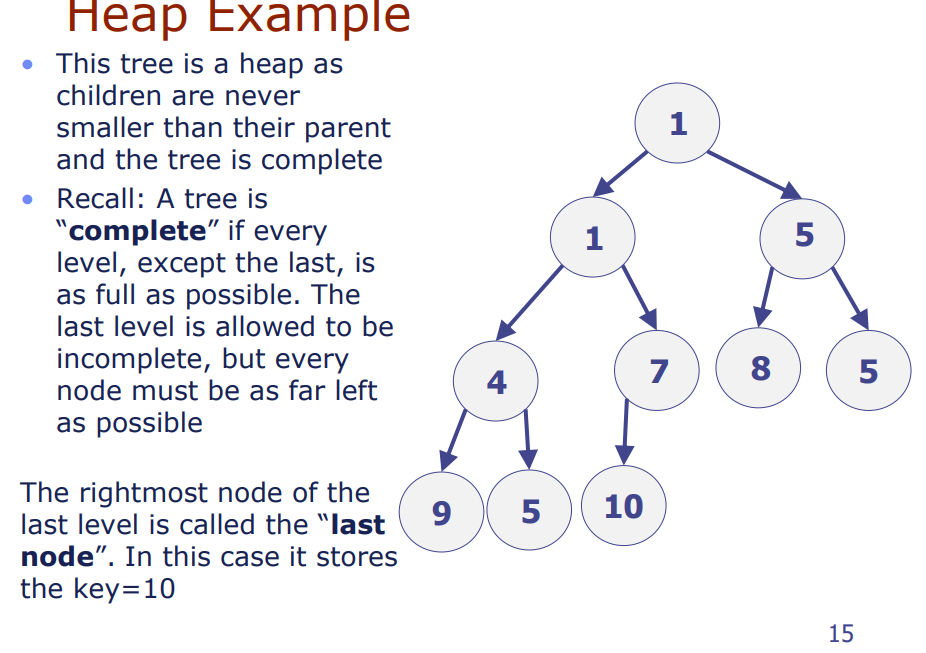 Heap Example
• This tree is a heap as
children are never
smaller than their parent
and the tree is complete
• Recall: A tree is
“complete” if every
level, except the last, is
as full as possible. The
last level is allowed to be
incomplete, but every
node must be as far left
as possible
The rightmost node of the
last level is called the “last
node”. In this case it stores
the key=10
1
1 5
4 7 8 5
9 5 10
15